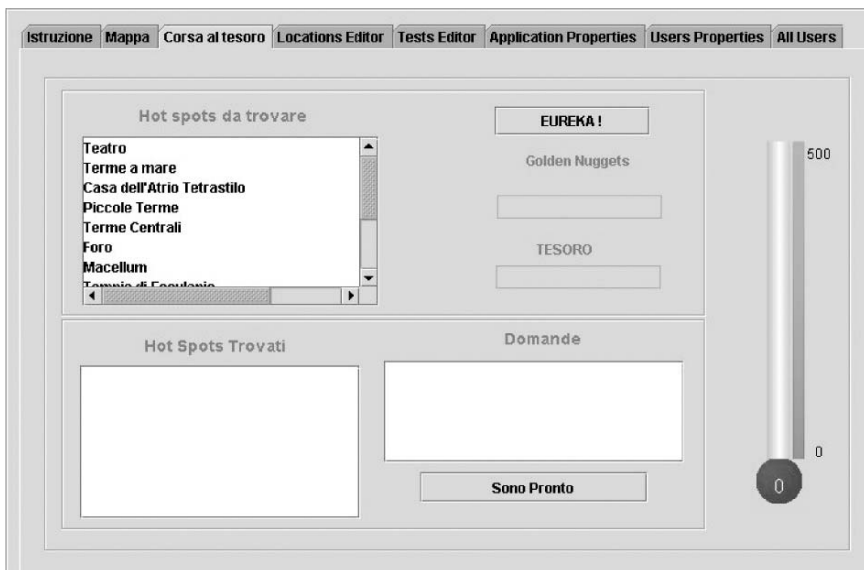 Istruzione Mappa Corsa al tesoro Locations Editor Tests Editor Application Properties Users Properties All Users
Hot spots da trovare
Teatro
Terme a mare
Casa dell'Atrio Tetrastilo
Piccole Terme
Terme Centrali
Foro
Macellum
EUREKA !
Golden Nuggets
TESORO
500
0
0
Hot Spots Trovati
Domande
Sono Pronto